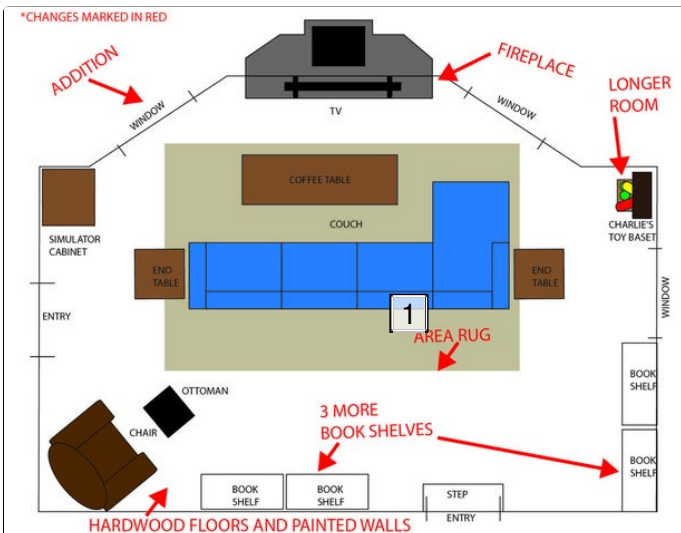 *CHANGES MARKED IN RED
ADDITION
FIREPLACE
LONGER
ROOM
WINDOW
TV
WINDOW
COFFEE TABLE
COUCH
SIMULATOR
CABINET
CHARLIE'S
TOY BASET
END
TABLE
END
TABLE
WINDOW
ENTRY
1
AREA RUG
OTTOMAN
CHAIR
3 MORE
BOOK SHELVES
BOOK
SHELF
BOOK
SHELF
BOOK
SHELF
BOOK
SHELF
STEP
ENTRY
HARDWOOD FLOORS AND PAINTED WALLS